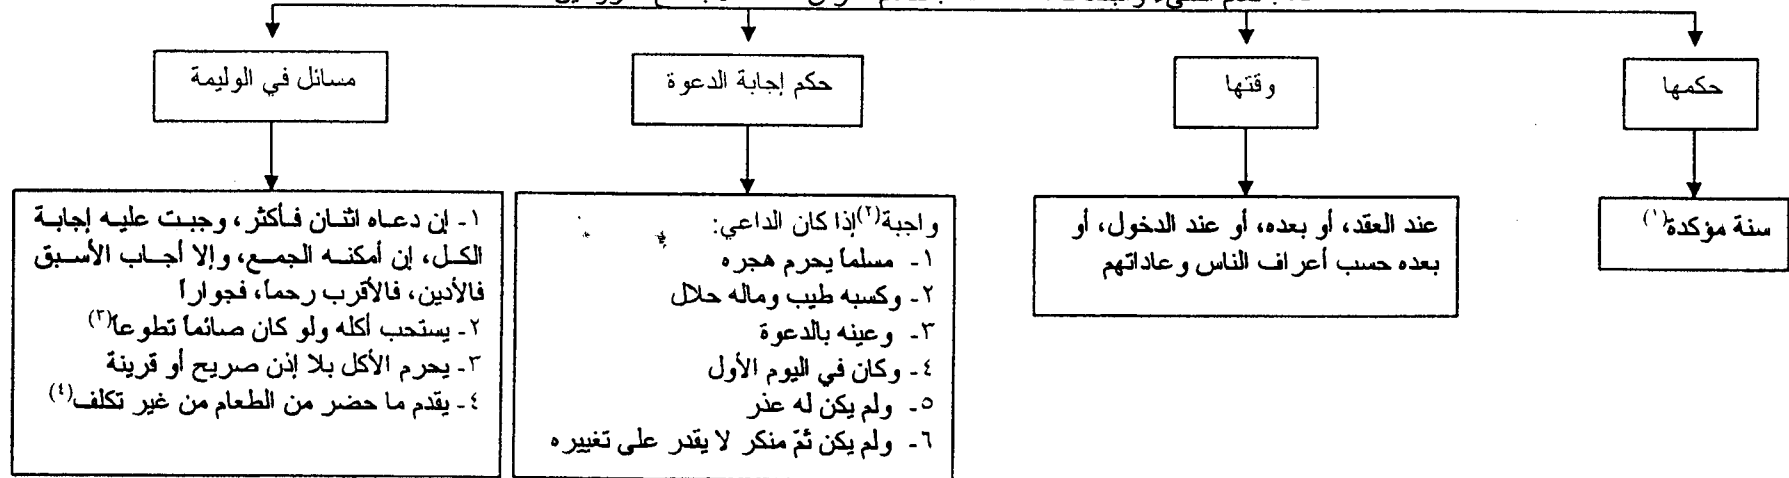 حكمها
وقتها
حكم إجابة الدعوة
مسائل في الوليمة
سنة مؤكدة(١)
عند العقد، أو بعده، أو عند الدخول، أو
بعده حسب أعراف الناس وعاداتهم
واجبة(٢)إذا كان الداعي:
١- مسلماً يحرم هجره
٢- وكسبه طيب وماله حلال
٣- وعينه بالدعوة
٤- وكان في اليوم الأول
٥- ولم يكن له عذر
٦- ولم يكن ثمّ منكر لا يقدر على تغييره
١- إن دعاه اثنان فأكثر، وجبت عليه إجابة
الكل، إن أمكنه الجمع، وإلا أجاب الأسبق
فالأدين، فالأقرب رحماً، فجواراً
٢- يستحب أكله ولو كان صائماً تطوعاً(٣)
٣- يحرم الأكل بلا إذن صريح أو قرينة
٤- يقدم ما حضر من الطعام من غير تكلف(٤)